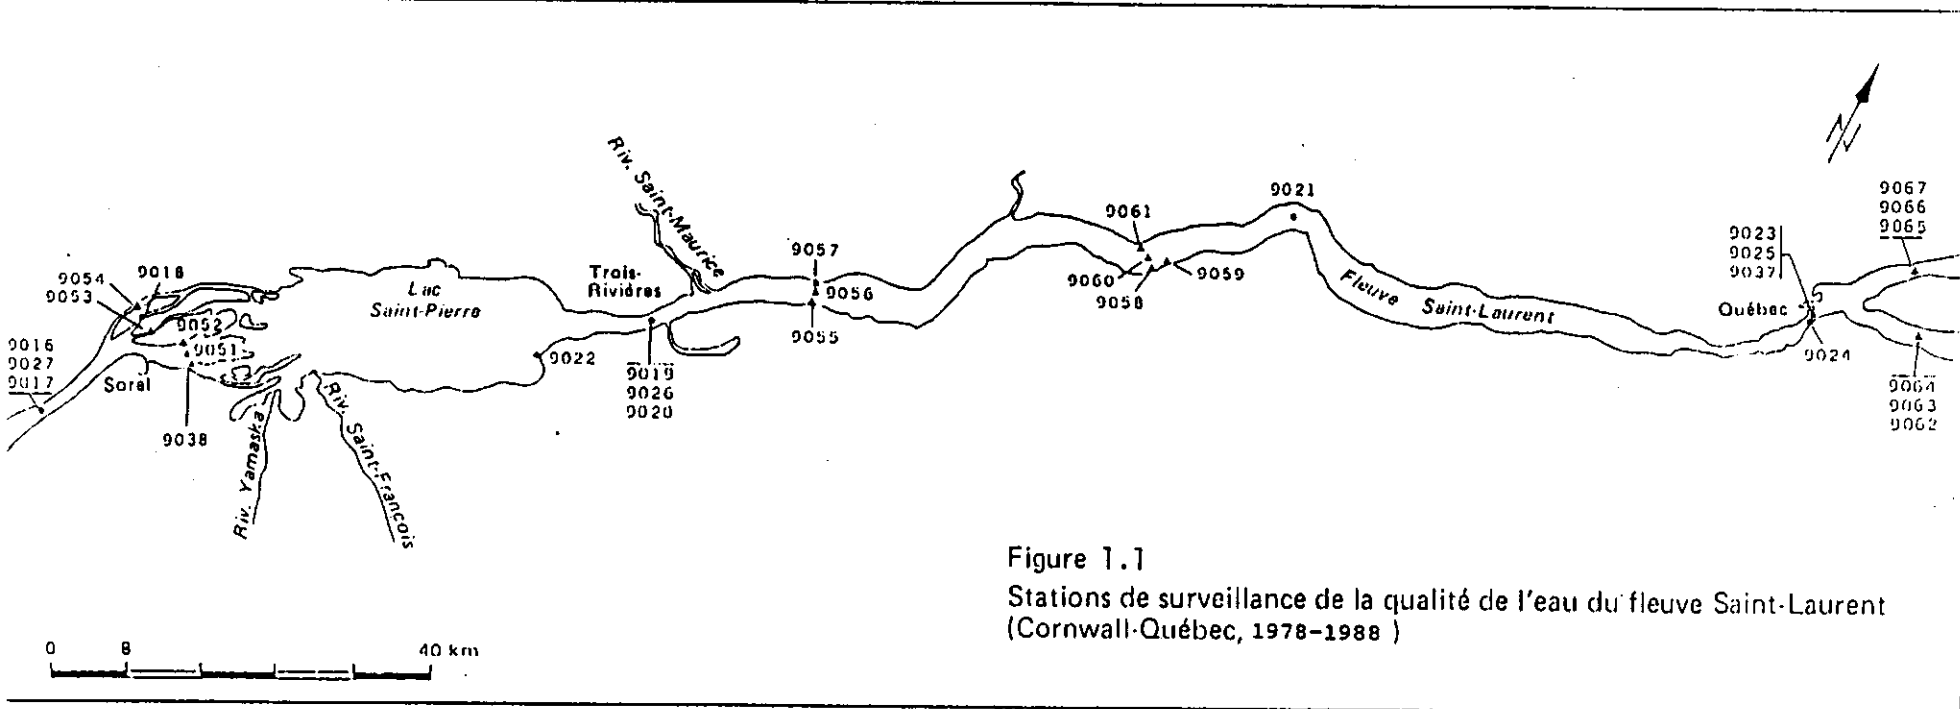 N
Riv. Saint-Maurice
9021
9067
9066
9065
9061
9023
9025
9037
9057
9054
9018
9053
Trois-
Rivières
Lac
Saint-Pierre
9056
9060
9059
9058
Fleuve Saint-Laurent
Québec
9052
9051
9055
9024
9016
9027
9017
Sorel
9022
9019
9026
9020
9064
9063
9062
9038
Riv. Yamaska
Riv. Saint-François
Figure 1.1
Stations de surveillance de la qualité de l'eau du fleuve Saint-Laurent
(Cornwall-Québec, 1978-1988 )
0 8 40 km